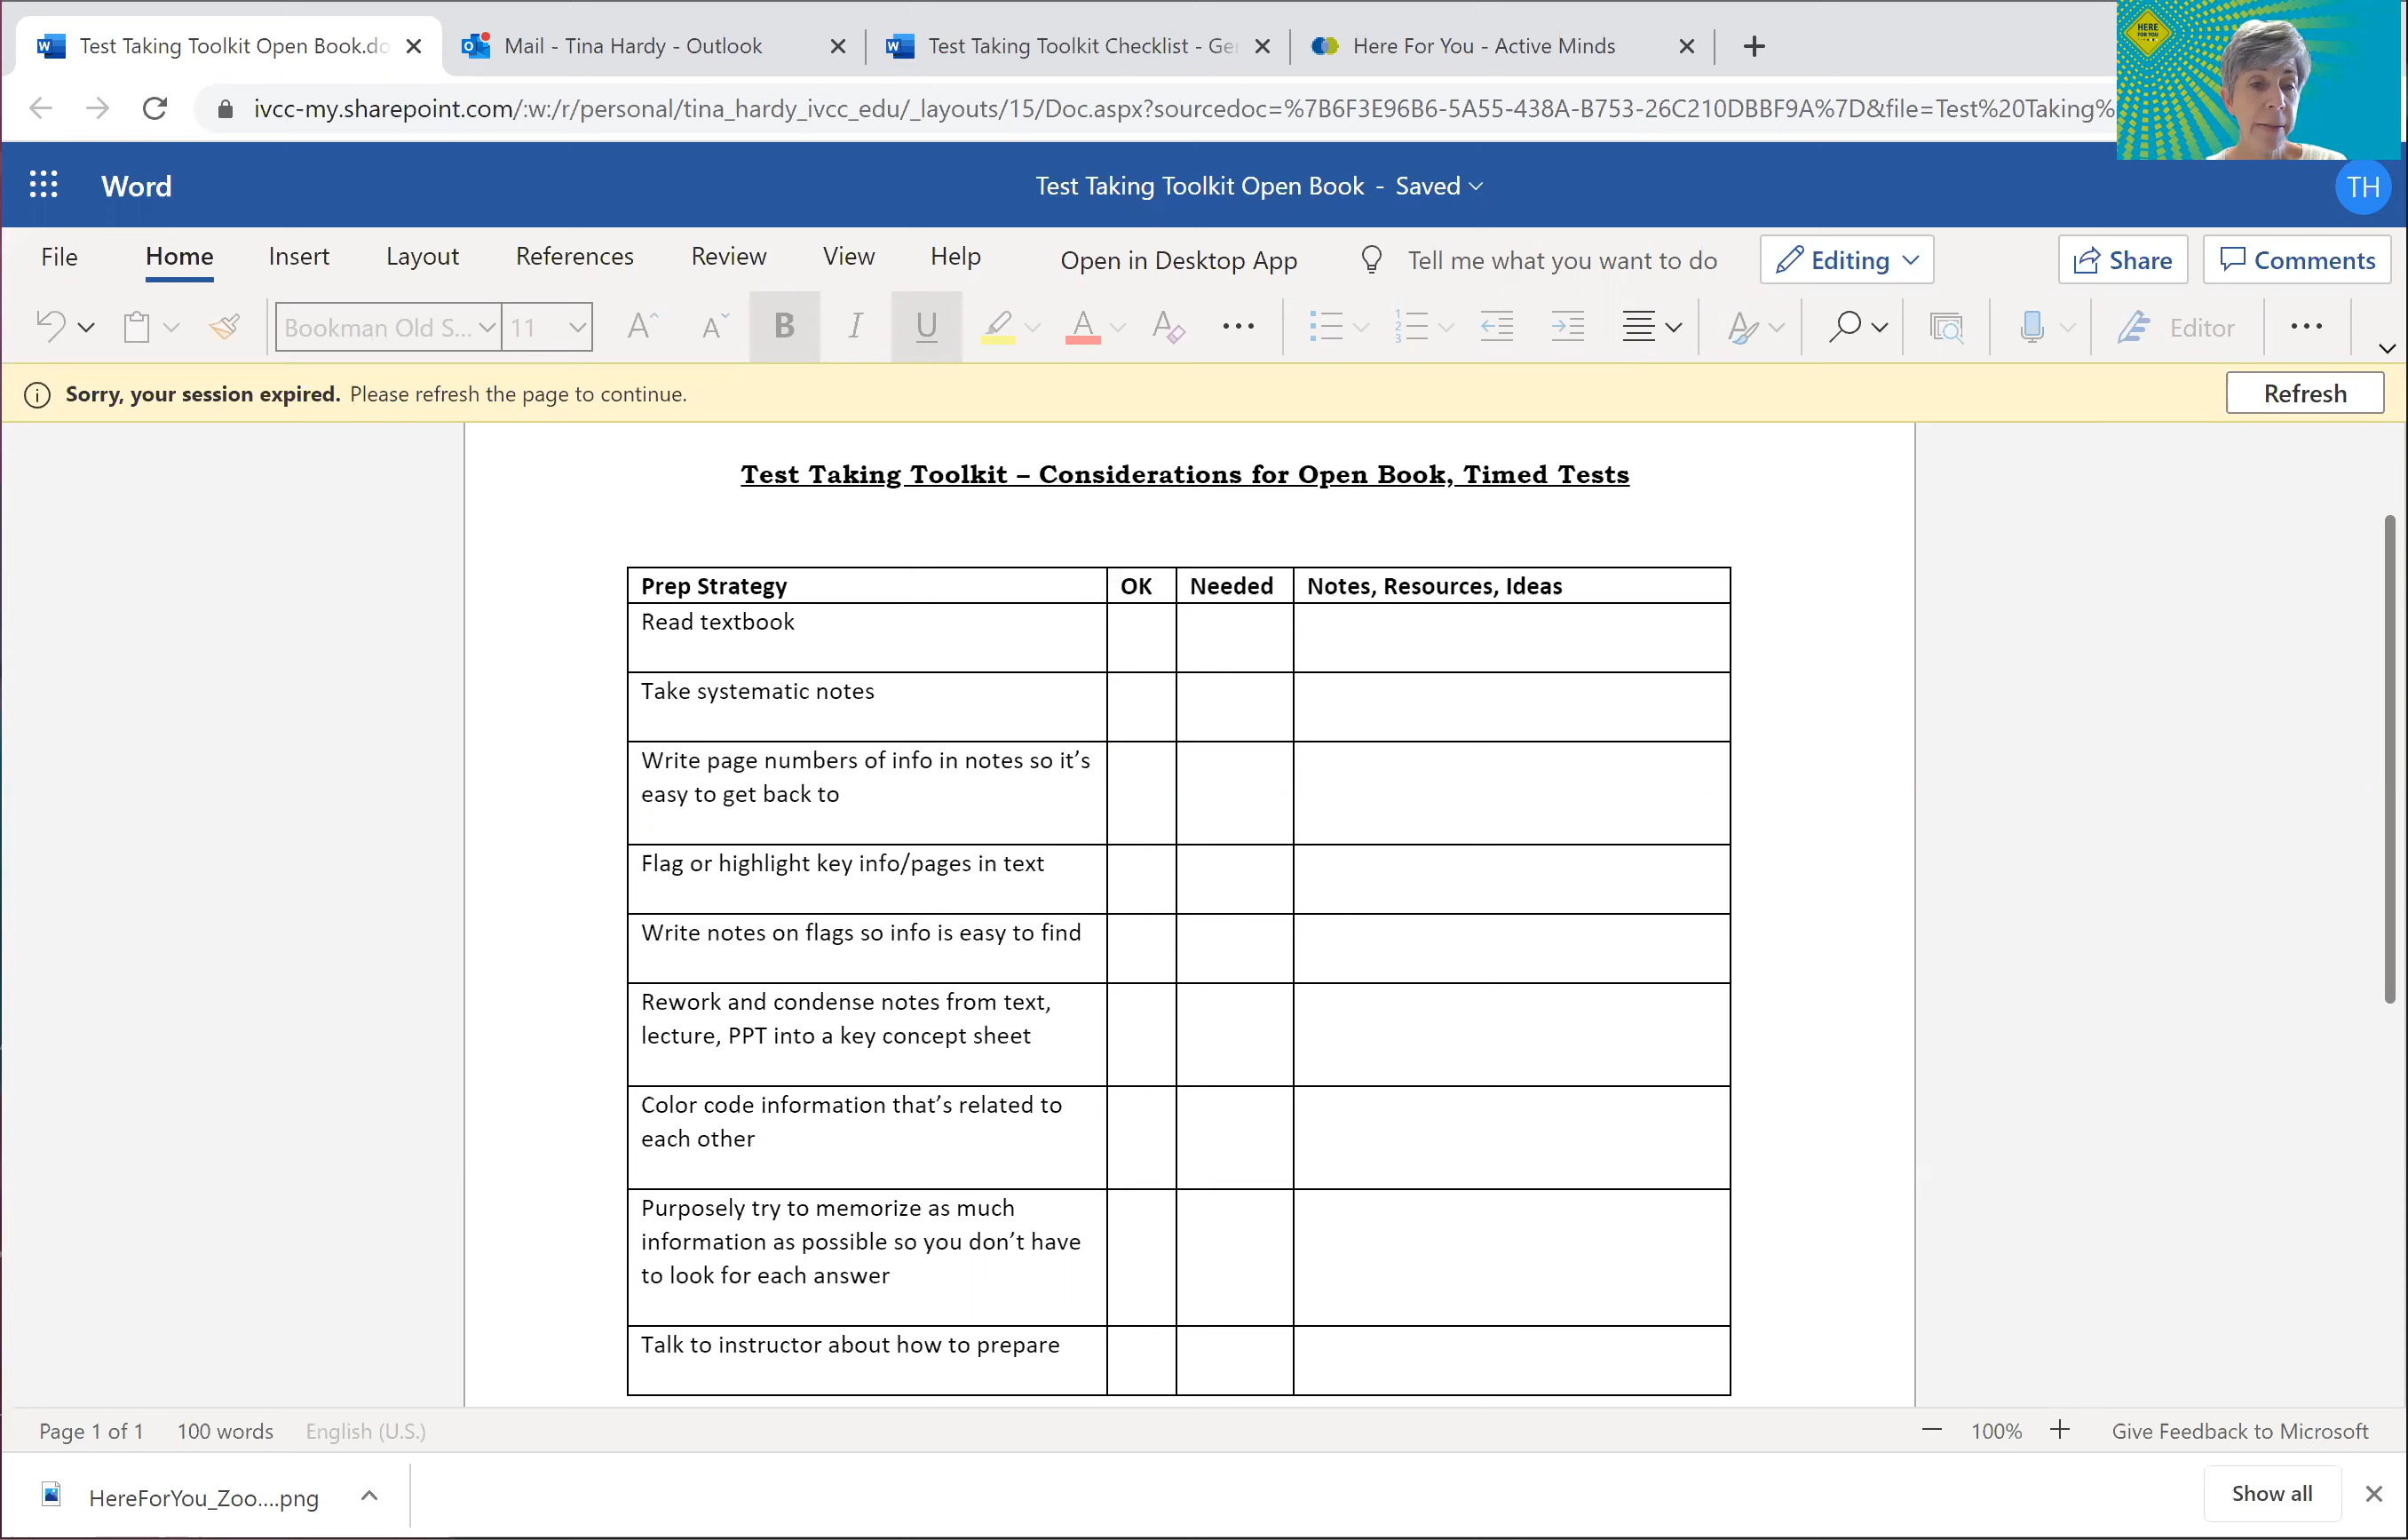 Test Taking Toolkit Open Book.do
Mail - Tina Hardy - Outlook
Test Taking Toolkit Checklist - Ge
Here For You - Active Minds
ivcc-my.sharepoint.com/:w:/r/personal/tina_hardy_ivcc_edu/_layouts/15/Doc.aspx?sourcedoc=%7B6F3E96B6-5A55-438A-B753-26C210DBBF9A%7D&file=Test%20Taking%
HERE
FOR YOU
Word
Test Taking Toolkit Open Book - Saved
TH
File Home Insert Layout References Review View Help Open in Desktop App Tell me what you want to do Editing Share Comments
Bookman Old S... 11 A A B I U A A Editor
Sorry, your session expired. Please refresh the page to continue. Refresh
Test Taking Toolkit – Considerations for Open Book, Timed Tests
Prep Strategy OK Needed Notes, Resources, Ideas
Read textbook
Take systematic notes
Write page numbers of info in notes so it’s
easy to get back to
Flag or highlight key info/pages in text
Write notes on flags so info is easy to find
Rework and condense notes from text,
lecture, PPT into a key concept sheet
Color code information that’s related to
each other
Purposely try to memorize as much
information as possible so you don’t have
to look for each answer
Talk to instructor about how to prepare
Page 1 of 1 100 words English (U.S.) 100% Give Feedback to Microsoft
HereForYou_Zoo....png Show all